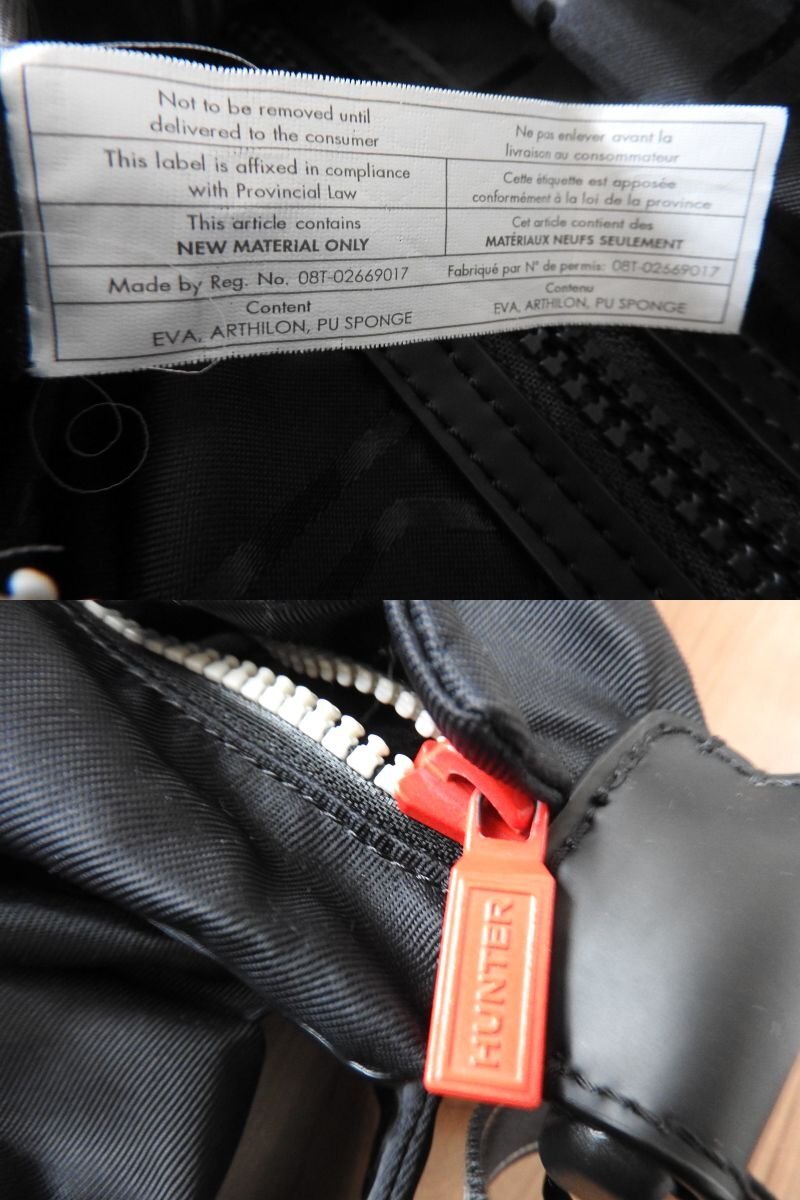 Not to be removed until
delivered to the consumer
Ne pas enlever avant la
livraison au consommateur
This label is affixed in compliance
with Provincial Law
Cette étiquette est apposée
conformément à la loi de la province
This article contains
NEW MATERIAL ONLY
Cet article contient des
MATÉRIAUX NEUFS SEULEMENT
Made by Reg. No. 08T-02669017
Fabriqué par N° de permis: 08T-02669017
Content
EVA, ARTHILON, PU SPONGE
Contenu
EVA, ARTHILON, PU SPONGE
HUNTER